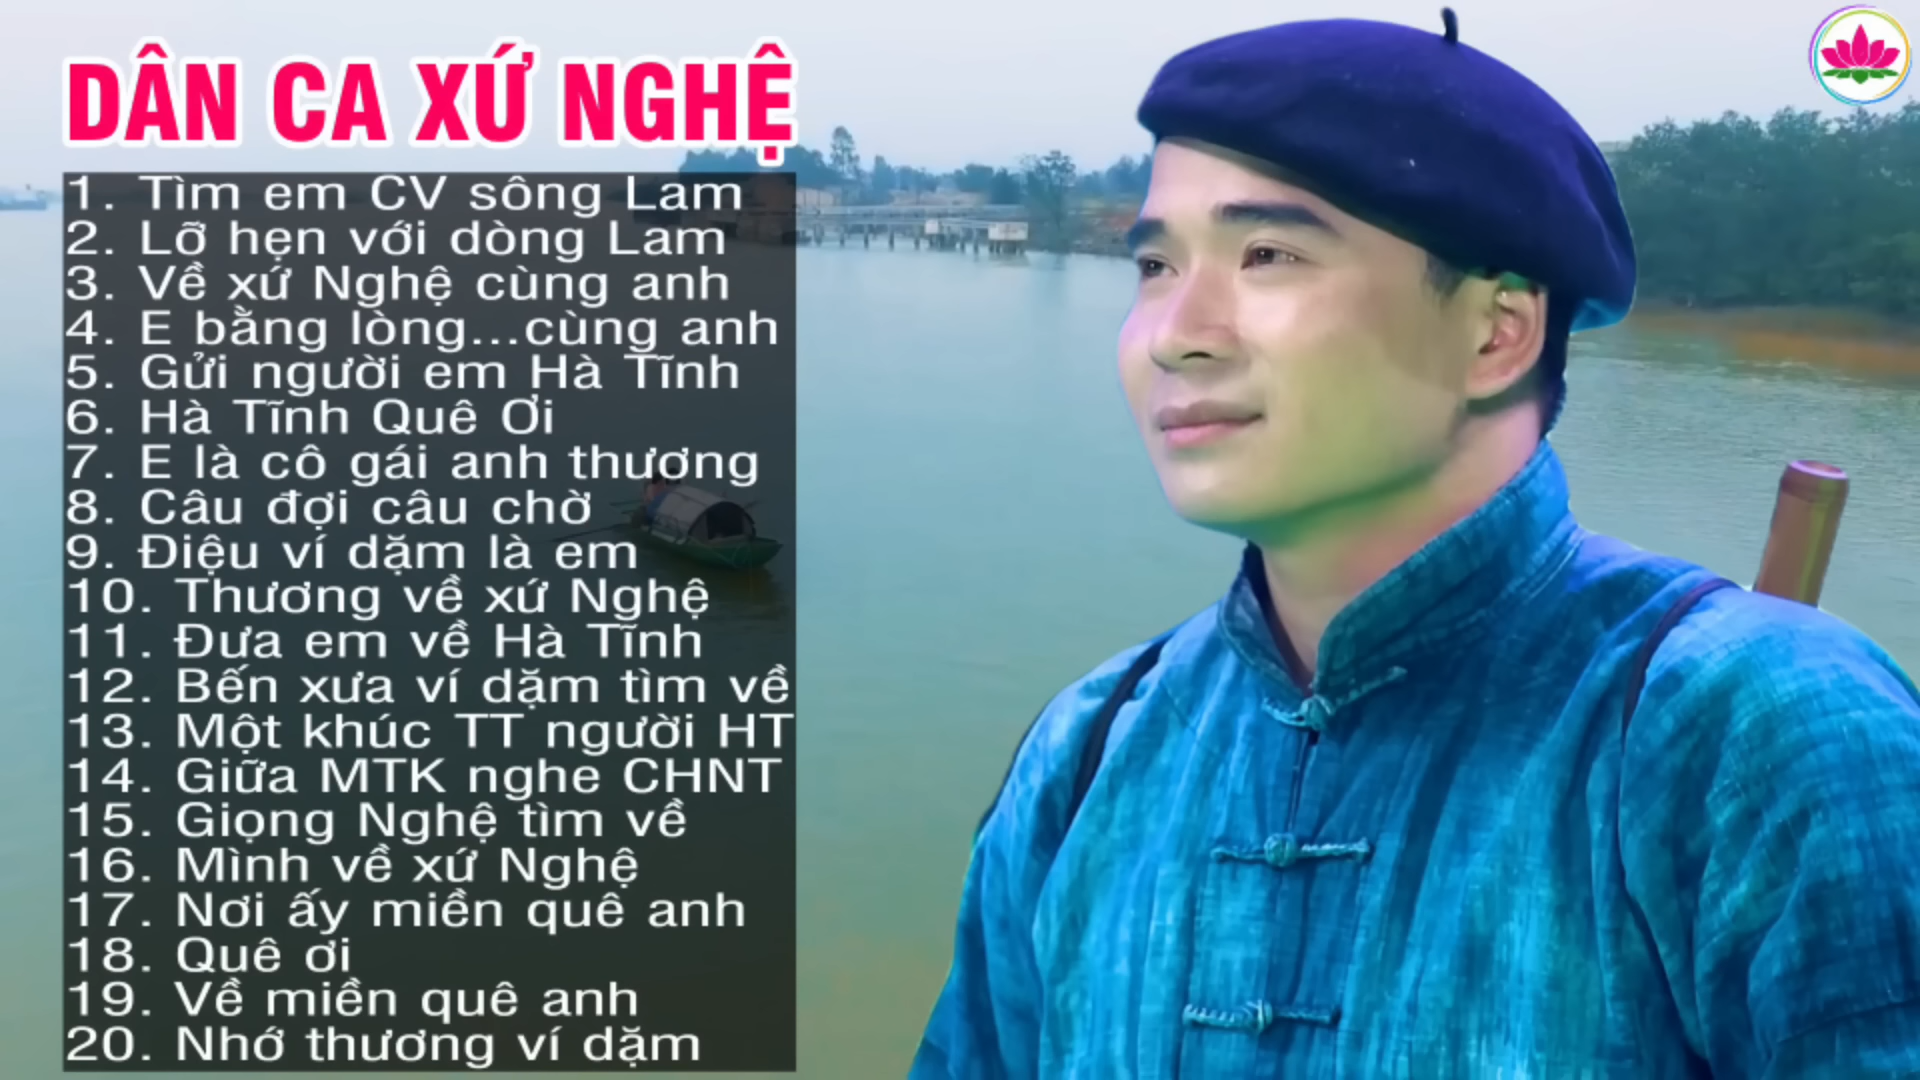 DÂN CA XỨ NGHỆ
1. Tìm em CV sông Lam
2. Lỡ hẹn với dòng Lam
3. Về xứ Nghệ cùng anh
4. E bằng lòng...cùng anh
5. Gửi người em Hà Tĩnh
6. Hà Tĩnh Quê Ơi
7. E là cô gái anh thương
8. Câu đợi câu chờ
9. Điệu ví dặm là em
10. Thương về xứ Nghệ
11. Đưa em về Hà Tĩnh
12. Bến xưa ví dặm tìm về
13. Một khúc TT người HT
14. Giữa MTK nghe CHNT
15. Giọng Nghệ tìm về
16. Mình về xứ Nghệ
17. Nơi ấy miền quê anh
18. Quê ơi
19. Về miền quê anh
20. Nhớ thương ví dặm